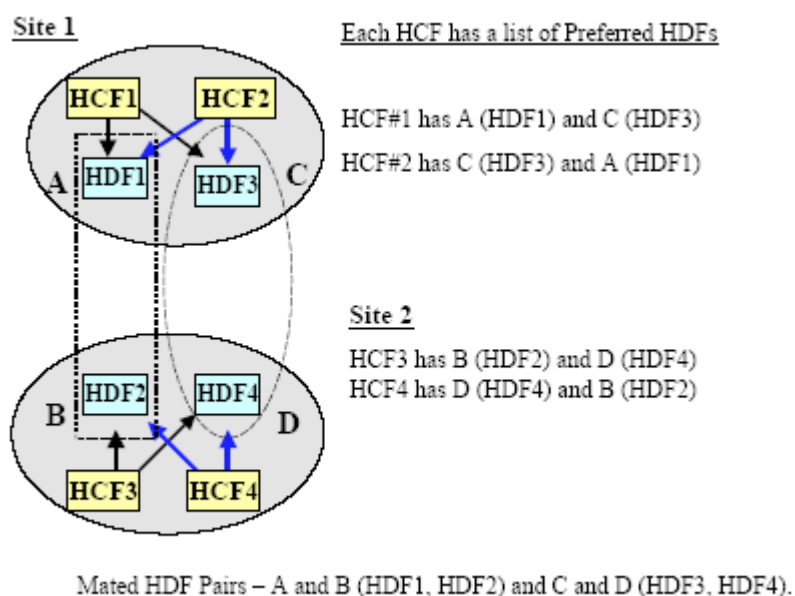 Site 1
Each HCF has a list of Preferred HDFs
HCF1
HCF2
HCF#1 has A (HDF1) and C (HDF3)
HCF#2 has C (HDF3) and A (HDF1)
A
HDF1
HDF3
C
Site 2
HCF3 has B (HDF2) and D (HDF4)
HCF4 has D (HDF4) and B (HDF2)
HDF2
HDF4
B
D
HCF3
HCF4
Mated HDF Pairs – A and B (HDF1, HDF2) and C and D (HDF3, HDF4).